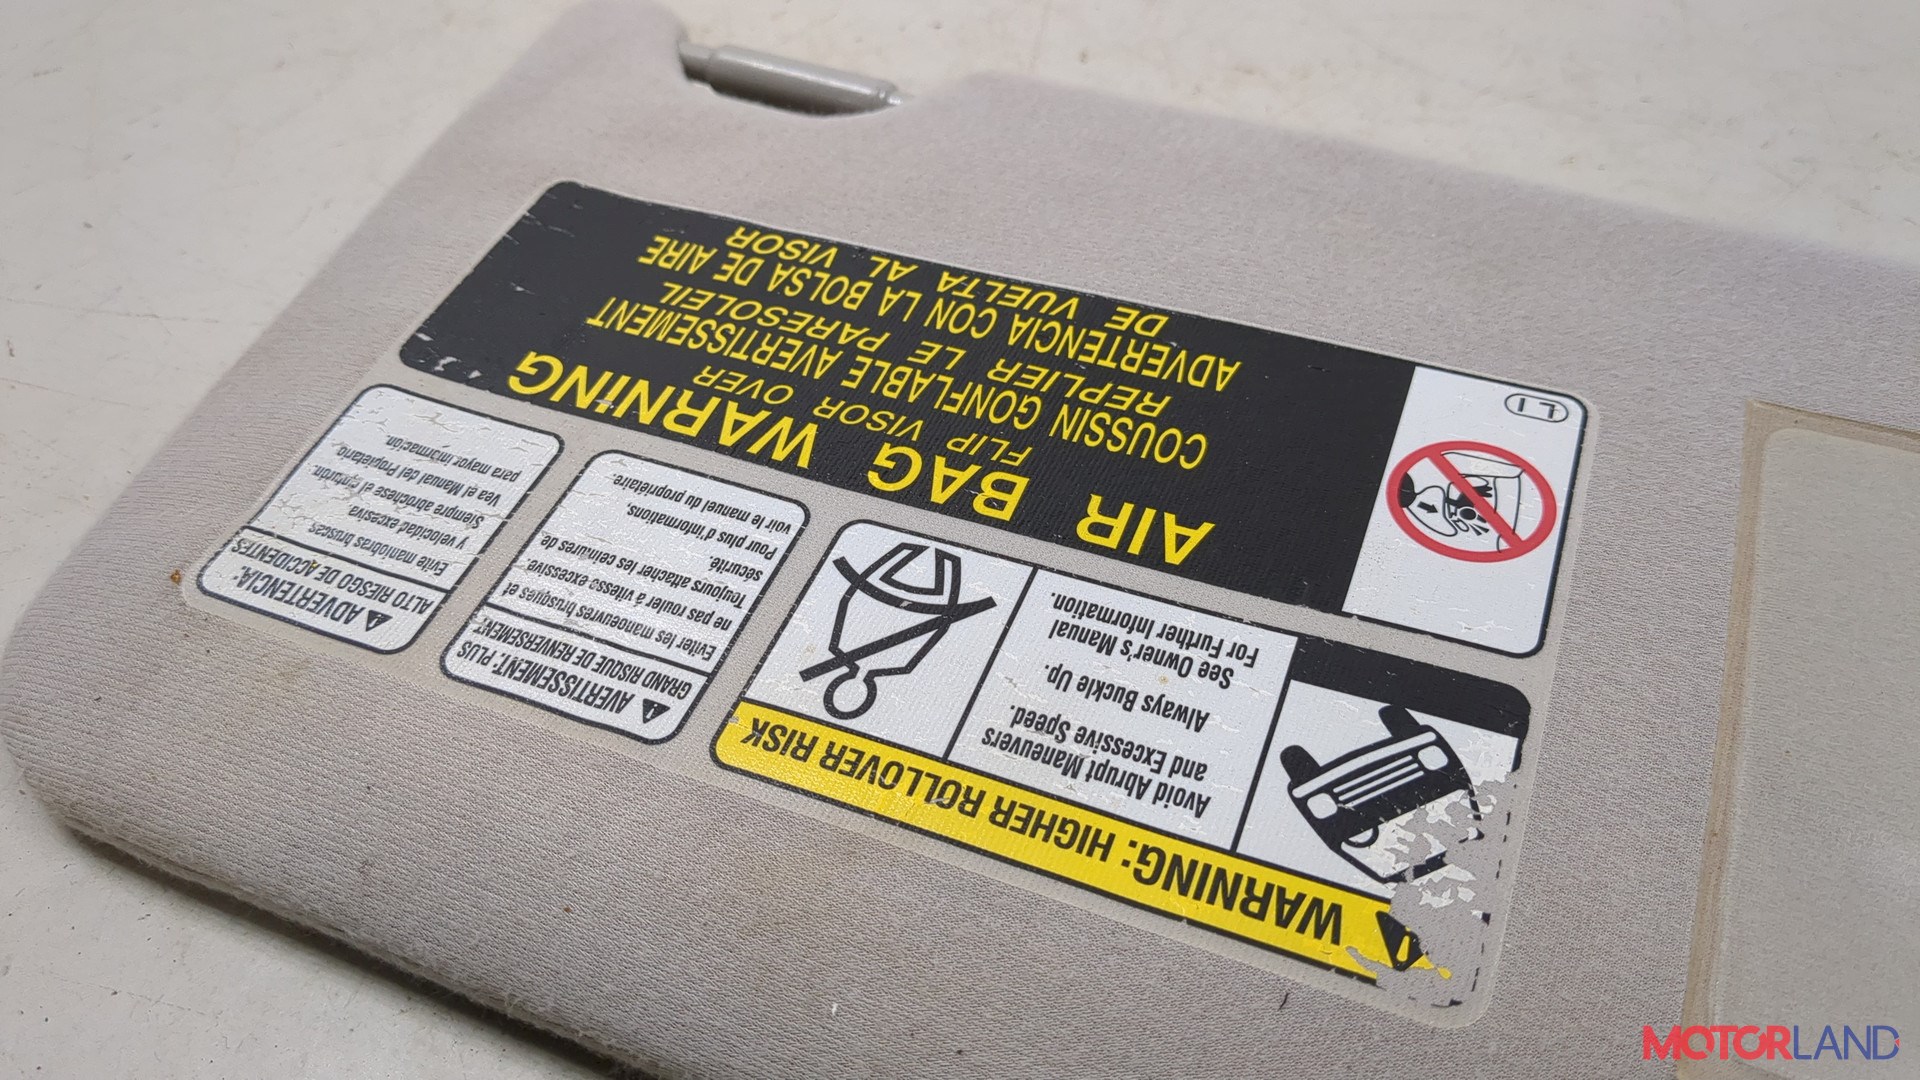 WARNING: HIGHER ROLLOVER RISK
Avoid Abrupt Maneuvers
and Excessive Speed.
Always Buckle Up.
See Owner's Manual
For Further Information.
AVERTISSEMENT: PLUS
GRAND RISQUE DE RENVERSEMENT
Eviter les manoeuvres brusques et
ne pas rouler à vitesse excessive.
Toujours attacher les ceintures de
sécurité.
Pour plus d'informations,
voir le manuel du propriétaire.
ADVERTENCIA:
ALTO RIESGO DE ACCIDENTES
Evite maniobras bruscas
y velocidad excesiva.
Siempre abróchese el cinturón.
Vea el Manual del Propietario
para mayor información.
AIR BAG WARNING
FLIP VISOR OVER
COUSSIN GONFLABLE AVERTISSEMENT
REPLIER LE PARESOLEIL
ADVERTENCIA CON LA BOLSA DE AIRE
DE VUELTA AL VISOR
L1
MOTORLAND